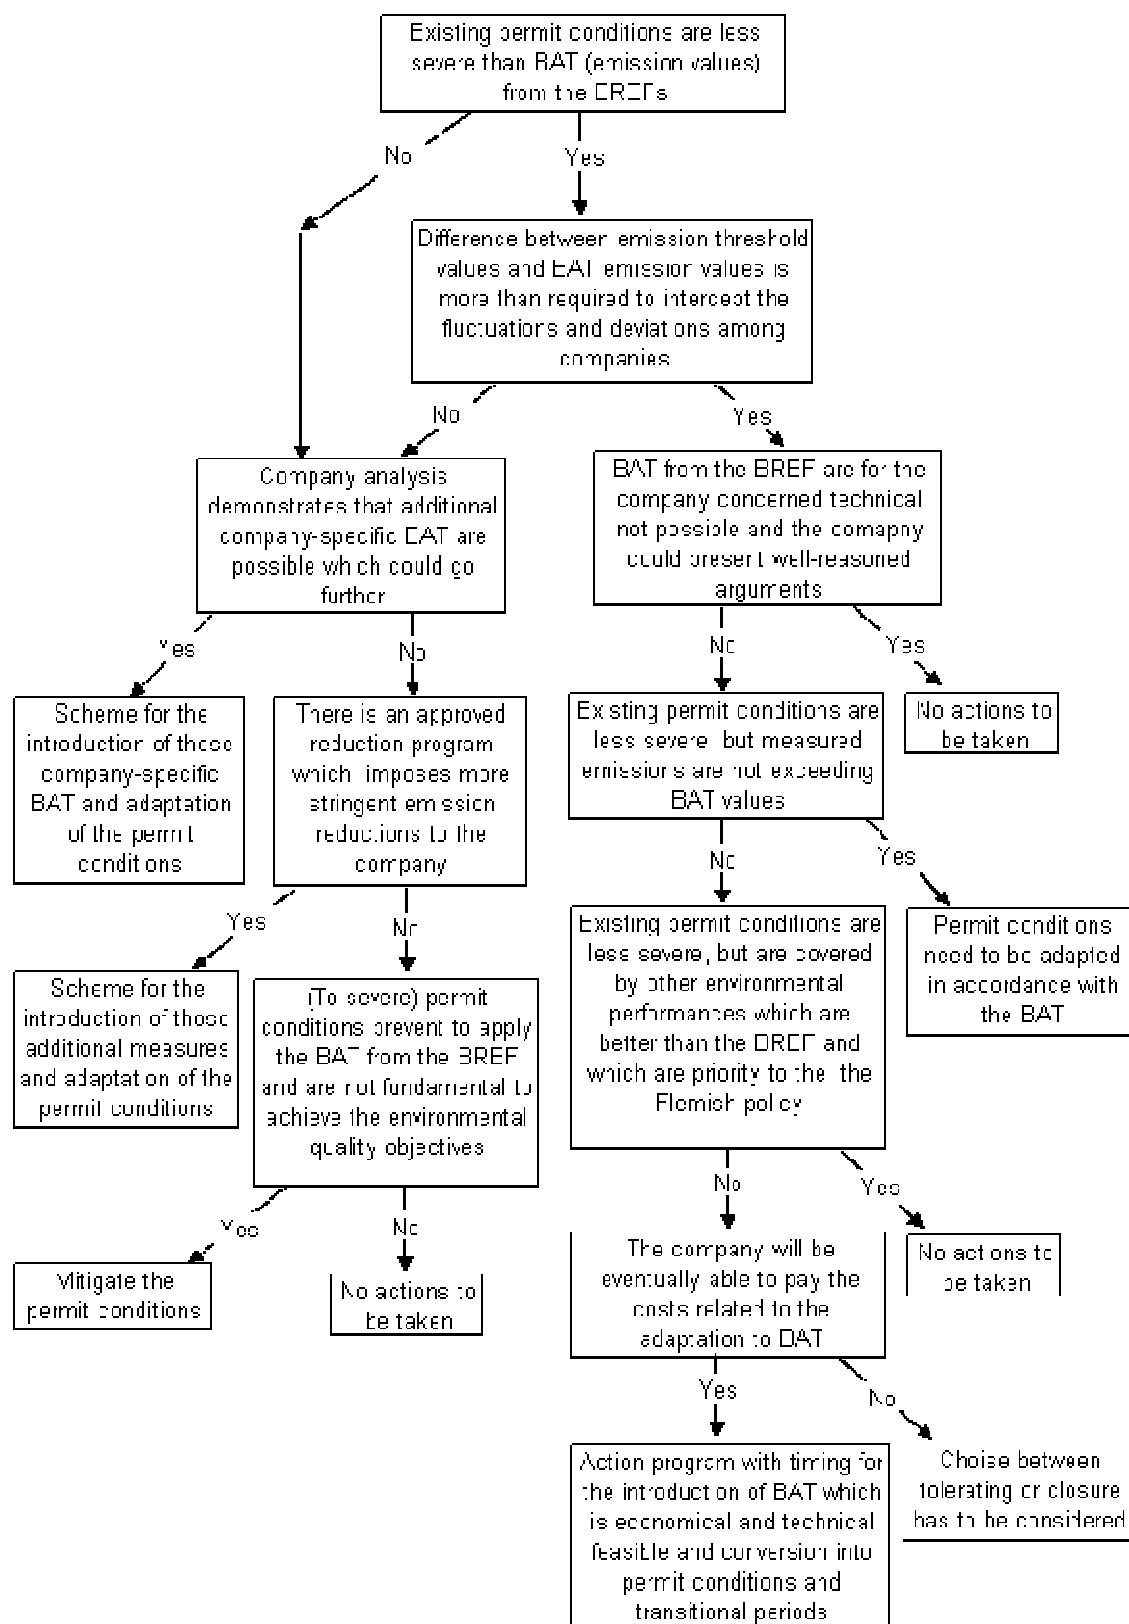 Existing permit conditions are less
severe than BAT (emission values)
from the BREFs
No
Yes
Difference between emission threshold
values and BAT emission values is
more than required to intercept the
fluctuations and deviations among
companies
No
Yes
Company analysis
demonstrates that additional
company-specific BAT are
possible which could go
further
BAT from the BREF are for the
company concerned technical
not possible and the comapny
could present well-reasoned
arguments
Yes
No
No
Yes
Scheme for the
introduction of those
company-specific
BAT and adaptation
of the permit
conditions
There is an approved
reduction program
which imposes more
stringent emission
reductions to the
company
Existing permit conditions are
less severe but measured
emissions are not exceeding
BAT values
No actions to
be taken
Yes
No
No
Yes
Scheme for the
introduction of those
additional measures
and adaptation of the
permit conditions
(To severe) permit
conditions prevent to apply
the BAT from the BREF
and are not fundamental to
achieve the environmental
quality objectives
Existing permit conditions are
less severe, but are covered
by other environmental
performances which are
better than the BREF and
which are priority to the the
Flemish policy
Permit conditions
need to be adapted
in accordance with
the BAT
Yes
No
No
Yes
Mitigate the
permit conditions
No actions to
be taken
The company will be
eventually able to pay the
costs related to the
adaptation to BAT
No actions to
be taken
Yes
No
Action program with timing for
the introduction of BAT which
is economical and technical
feasible and conversion into
permit conditions and
transitional periods
Choise between
tolerating or closure
has to be considered